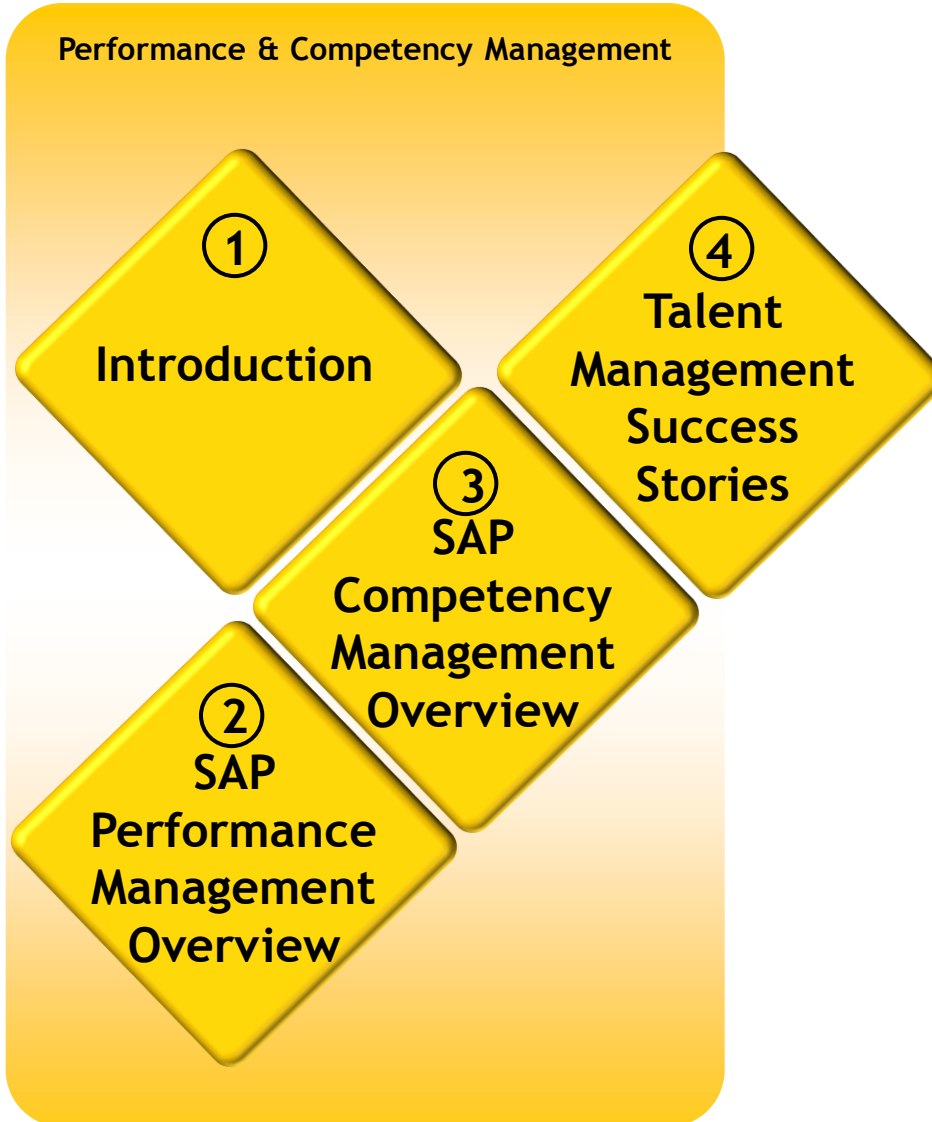 Performance & Competency Management
1
Introduction
2
SAP
Performance
Management
Overview
3
SAP
Competency
Management
Overview
4
Talent
Management
Success
Stories